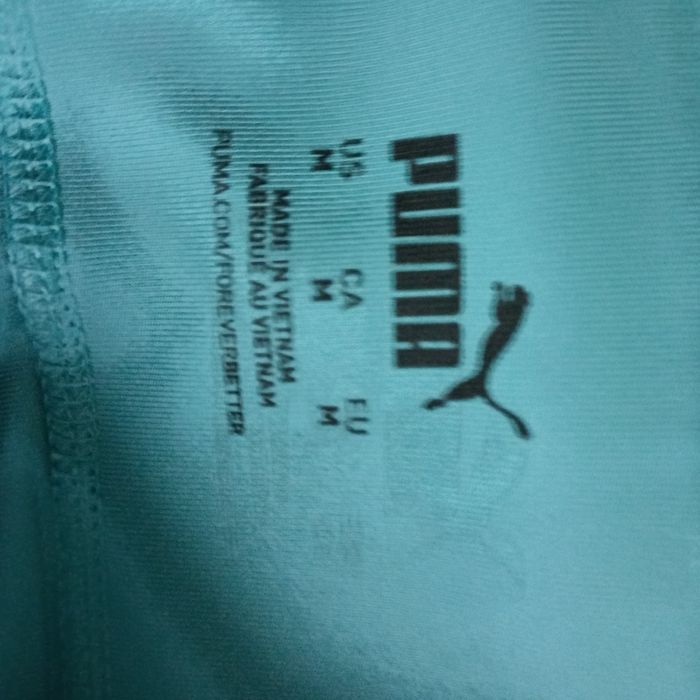 PUMA
US CA EU
M M M
MADE IN VIETNAM
FABRIQUÉ AU VIETNAM
PUMA.COM/FOREVERBETTER